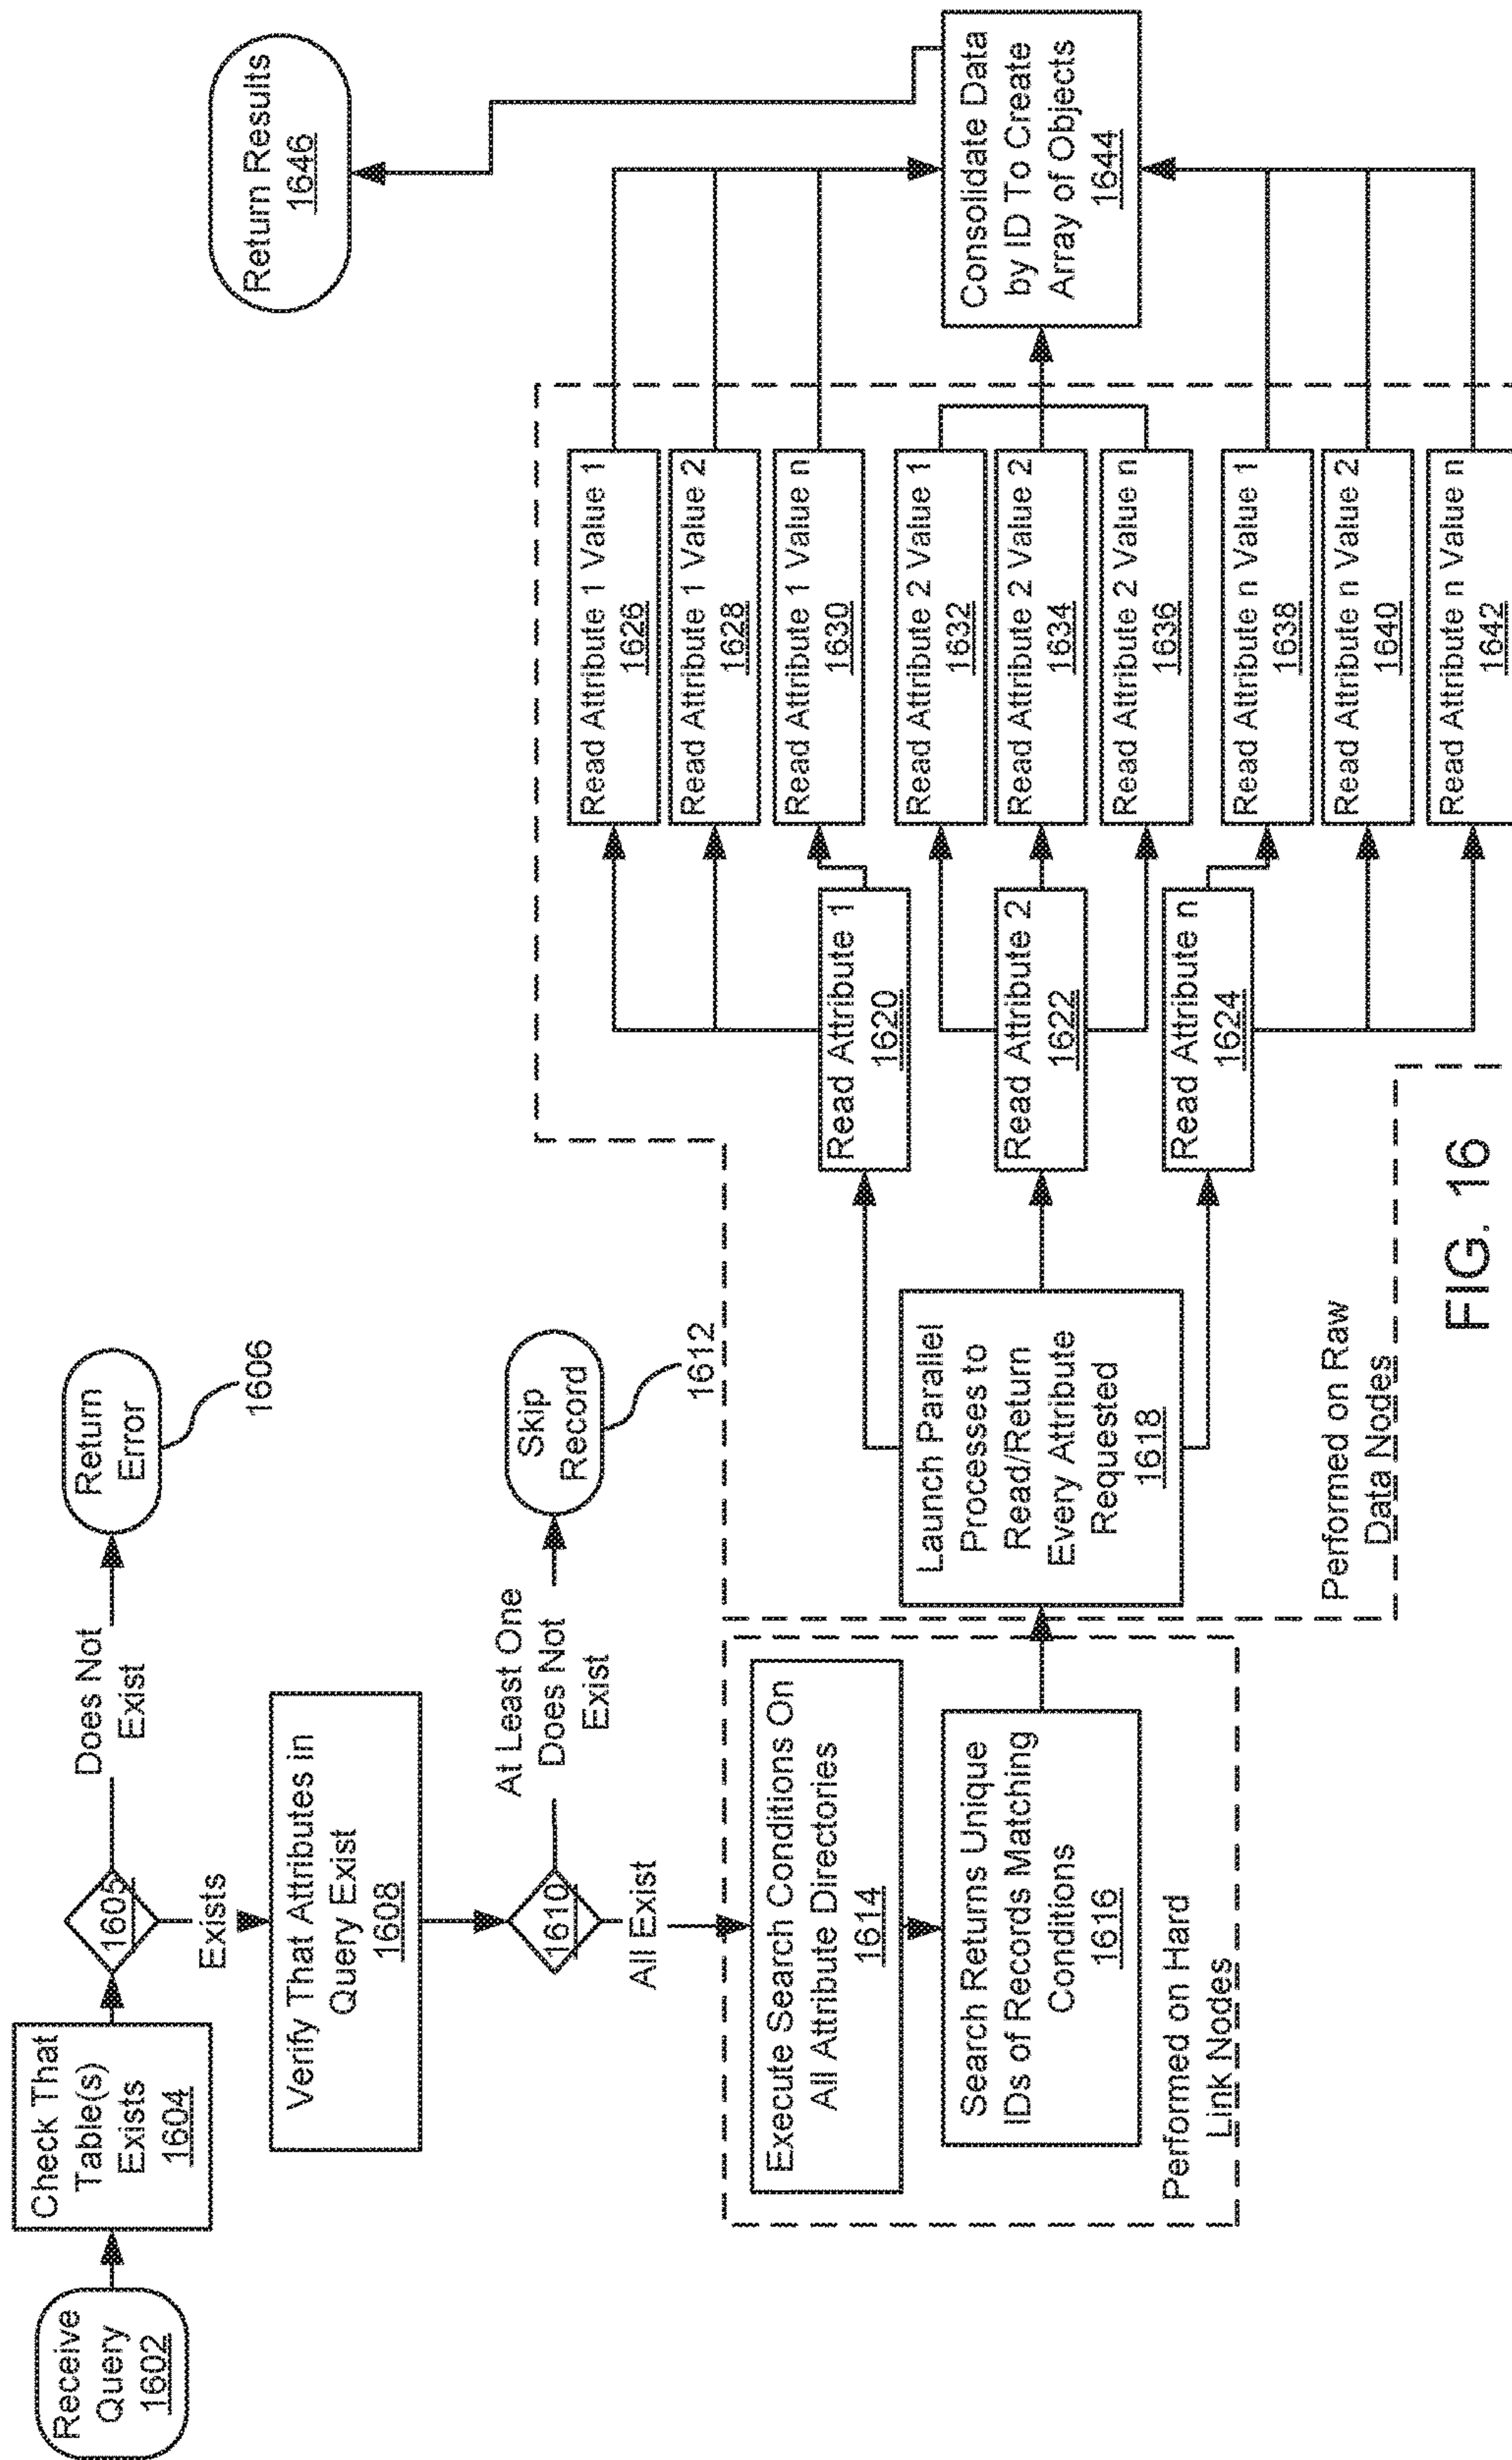 Receive
Query
1602
Check That
Table(s)
Exists
1604
1605
Does Not
Exist
Return
Error
1606
Exists
Verify That Attributes in
Query Exist
1608
1610
At Least One
Does Not
Exist
Skip
Record
1612
All Exist
Execute Search Conditions On
All Attribute Directories
1614
Search Returns Unique
IDs of Records Matching
Conditions
1616
Performed on Hard
Link Nodes
Launch Parallel
Processes to
Read/Return
Every Attribute
Requested
1618
Performed on Raw
Data Nodes
Read Attribute 1
1620
Read Attribute 2
1622
Read Attribute n
1624
Read Attribute 1 Value 1
1626
Read Attribute 1 Value 2
1628
Read Attribute 1 Value n
1630
Read Attribute 2 Value 1
1632
Read Attribute 2 Value 2
1634
Read Attribute 2 Value n
1636
Read Attribute n Value 1
1638
Read Attribute n Value 2
1640
Read Attribute n Value n
1642
Consolidate Data
by ID To Create
Array of Objects
1644
Return Results
1646
FIG. 16